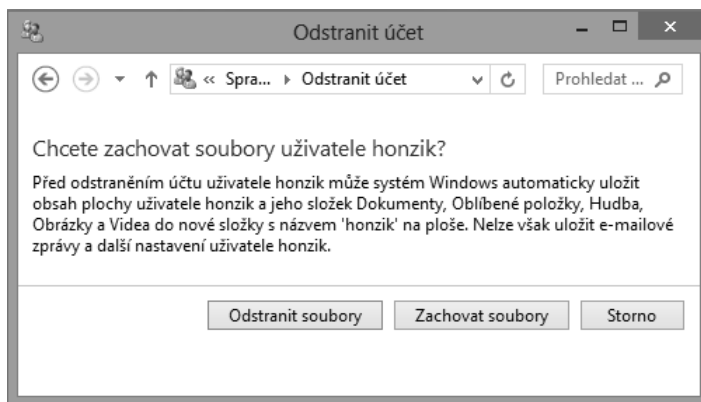 Odstranit účet
« Spra... Odstranit účet Prohledat ...
Chcete zachovat soubory uživatele honzik?
Před odstraněním účtu uživatele honzik může systém Windows automaticky uložit
obsah plochy uživatele honzik a jeho složek Dokumenty, Oblíbené položky, Hudba,
Obrázky a Videa do nové složky s názvem 'honzik' na ploše. Nelze však uložit e-mailové
zprávy a další nastavení uživatele honzik.
Odstranit soubory Zachovat soubory Storno